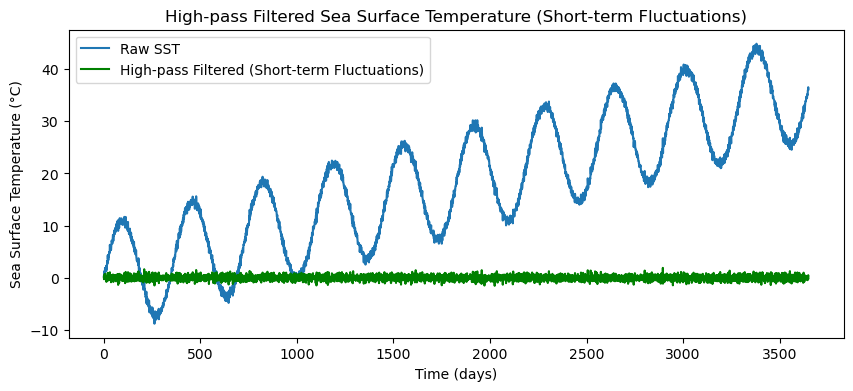 High-pass Filtered Sea Surface Temperature (Short-term Fluctuations)
Raw SST
High-pass Filtered (Short-term Fluctuations)
Sea Surface Temperature (°C)
40
30
20
10
0
−10
0 500 1000 1500 2000 2500 3000 3500
Time (days)